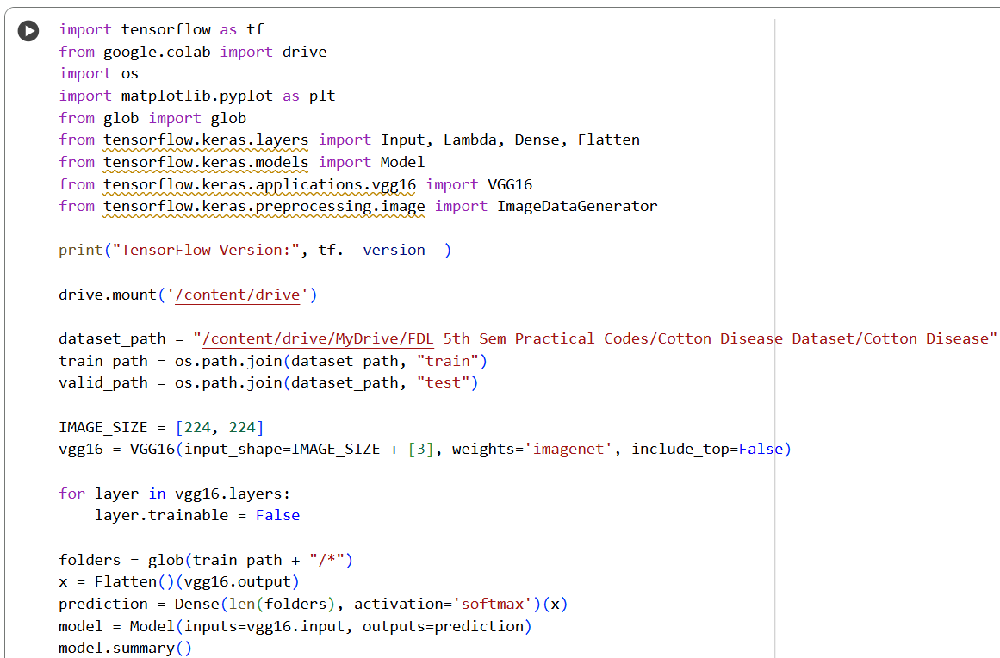 import tensorflow as tf
from google.colab import drive
import os
import matplotlib.pyplot as plt
from glob import glob
from tensorflow.keras.layers import Input, Lambda, Dense, Flatten
from tensorflow.keras.models import Model
from tensorflow.keras.applications.vgg16 import VGG16
from tensorflow.keras.preprocessing.image import ImageDataGenerator
print("TensorFlow Version:", tf.__version__)
drive.mount('/content/drive')
dataset_path = "/content/drive/MyDrive/FDL 5th Sem Practical Codes/Cotton Disease Dataset/Cotton Disease"
train_path = os.path.join(dataset_path, "train")
valid_path = os.path.join(dataset_path, "test")
IMAGE_SIZE = [224, 224]
vgg16 = VGG16(input_shape=IMAGE_SIZE + [3], weights='imagenet', include_top=False)
for layer in vgg16.layers:
    layer.trainable = False
folders = glob(train_path + "/*")
x = Flatten()(vgg16.output)
prediction = Dense(len(folders), activation='softmax')(x)
model = Model(inputs=vgg16.input, outputs=prediction)
model.summary()